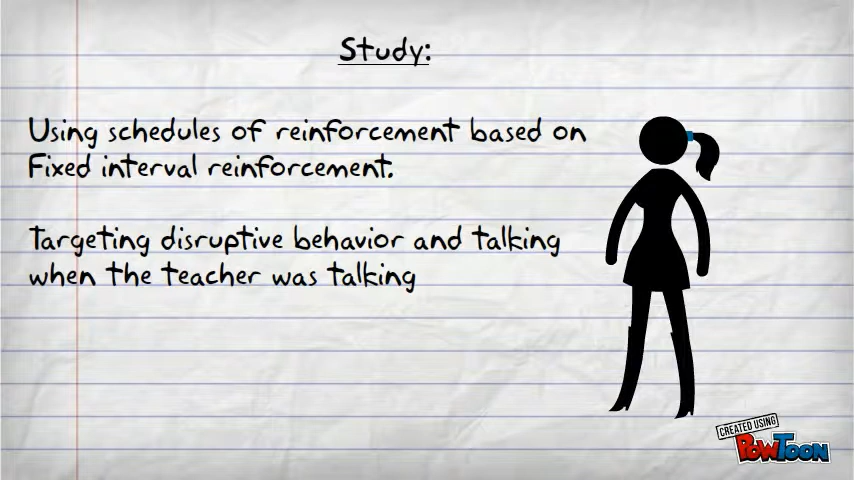 Study:
Using schedules of reinforcement based on
Fixed interval reinforcement.
Targeting disruptive behavior and talking
when the teacher was talking
CREATED USING
POWTOON